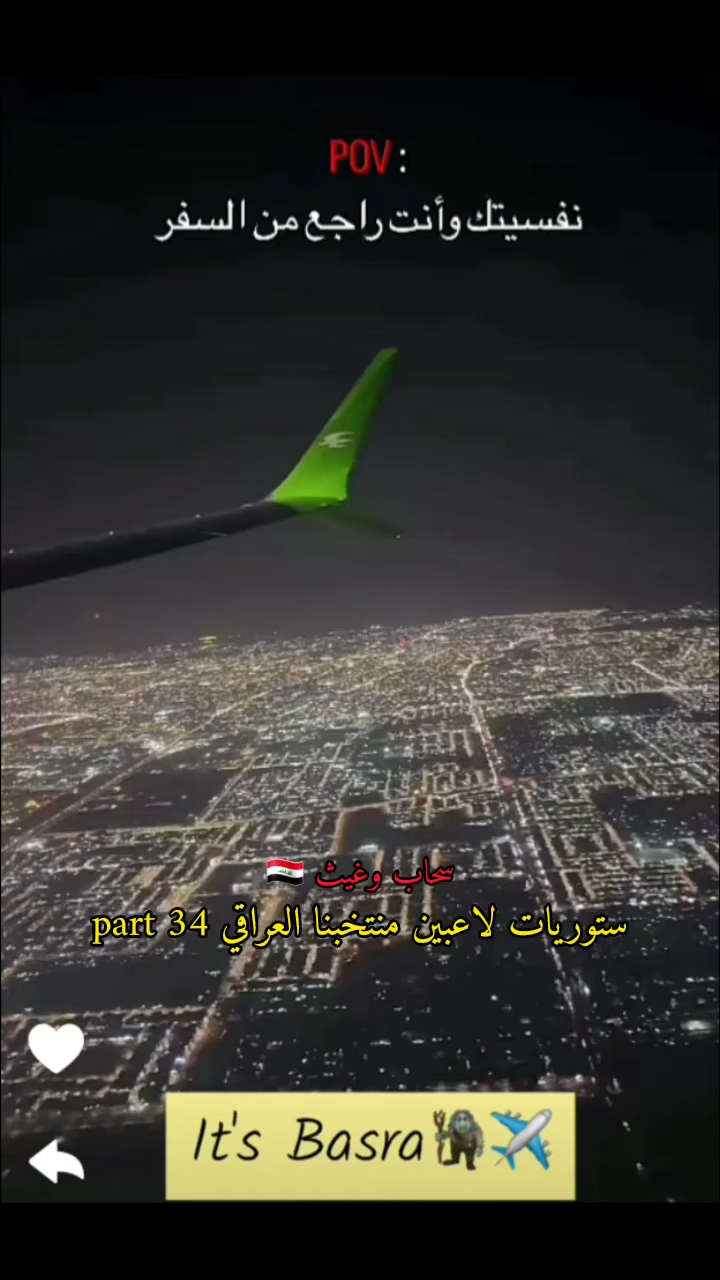 POV :
نفسيتك وأنت راجع من السفر
سحاب وغيث 🇮🇶
ستوريات لاعبين منتخبنا العراقي part 34
It's Basra🧌✈️